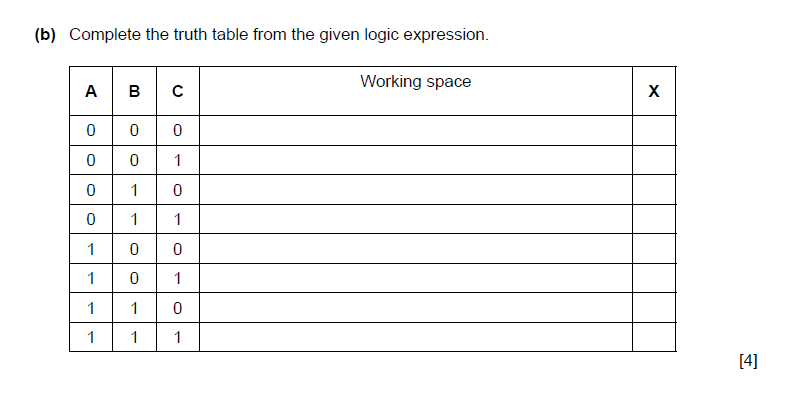 (b) Complete the truth table from the given logic expression.
A B C Working space X
0 0 0
0 0 1
0 1 0
0 1 1
1 0 0
1 0 1
1 1 0
1 1 1
[4]